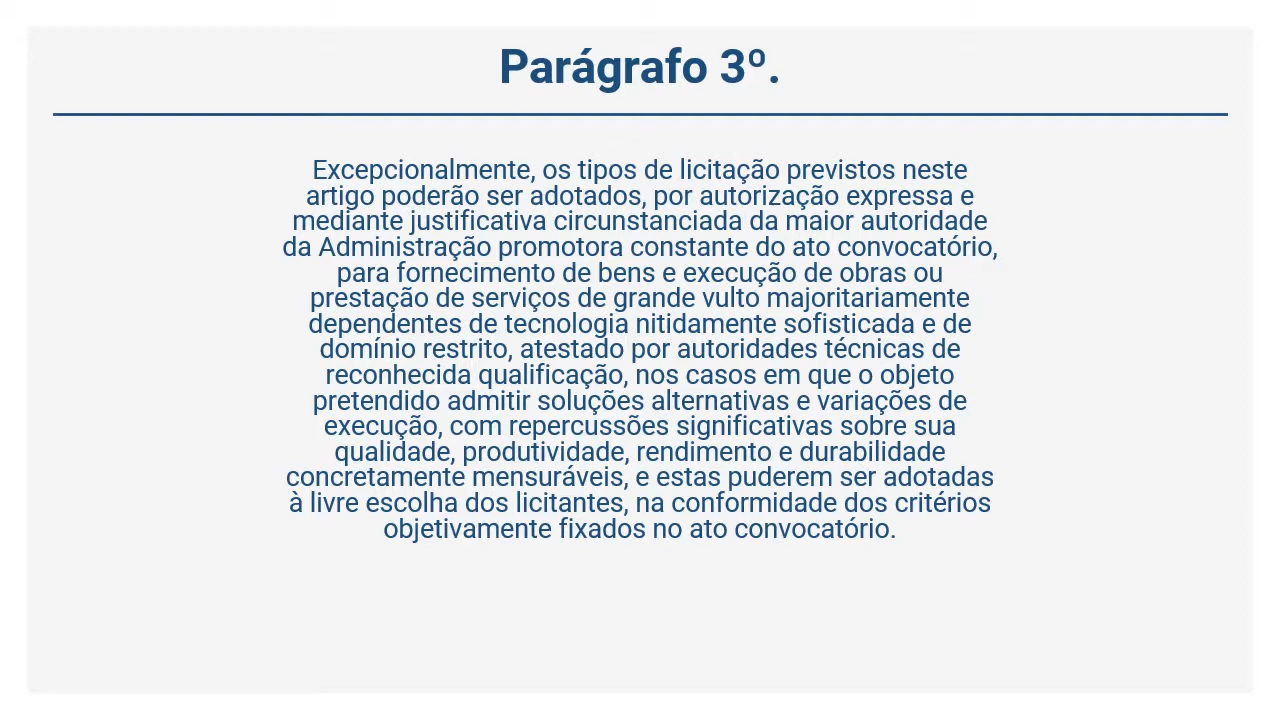 Parágrafo 3º.
Excepcionalmente, os tipos de licitação previstos neste
artigo poderão ser adotados, por autorização expressa e
mediante justificativa circunstanciada da maior autoridade
da Administração promotora constante do ato convocatório,
para fornecimento de bens e execução de obras ou
prestação de serviços de grande vulto majoritariamente
dependentes de tecnologia nitidamente sofisticada e de
domínio restrito, atestado por autoridades técnicas de
reconhecida qualificação, nos casos em que o objeto
pretendido admitir soluções alternativas e variações de
execução, com repercussões significativas sobre sua
qualidade, produtividade, rendimento e durabilidade
concretamente mensuráveis, e estas puderem ser adotadas
à livre escolha dos licitantes, na conformidade dos critérios
objetivamente fixados no ato convocatório.